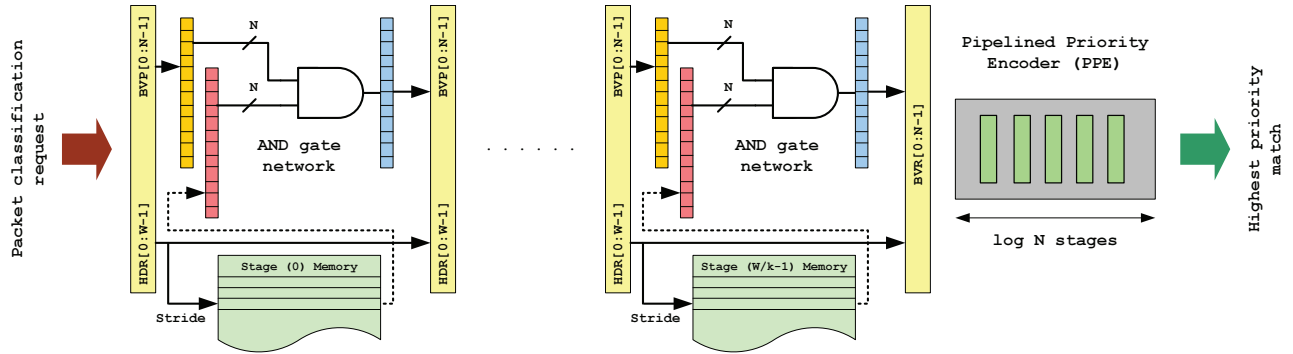 Packet classification
request
BVP[0:N-1]
HDR[0:W-1]
N
N
AND gate
network
Stage (0) Memory
Stride
BVP[0:N-1]
HDR[0:W-1]
. . . . . .
BVP[0:N-1]
HDR[0:W-1]
N
N
AND gate
network
Stage (W/k-1) Memory
Stride
BVR[0:N-1]
Pipelined Priority
Encoder (PPE)
log N stages
Highest priority
match